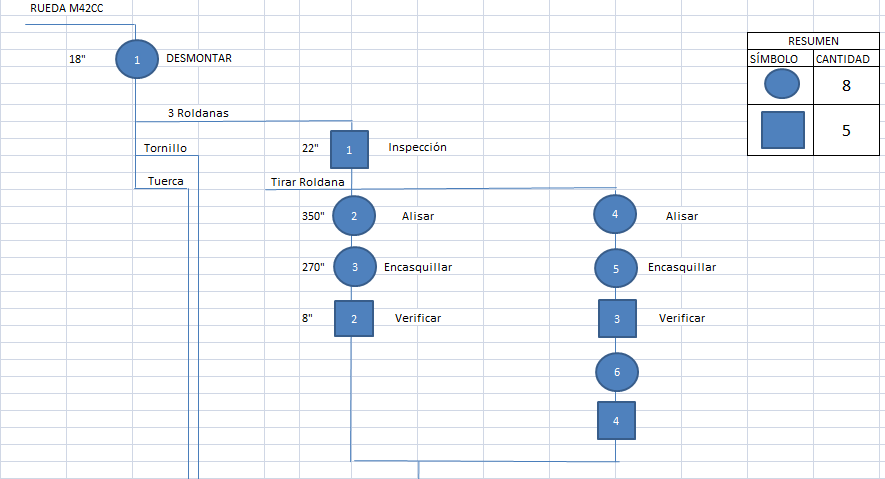 RUEDA M42CC
RESUMEN
SÍMBOLO CANTIDAD
8
5
18" 1 DESMONTAR
3 Roldanas
Tornillo
22" 1 Inspección
Tuerca
Tirar Roldana
350" 2 Alisar
4 Alisar
270" 3 Encasquillar
5 Encasquillar
8" 2 Verificar
3 Verificar
6
4